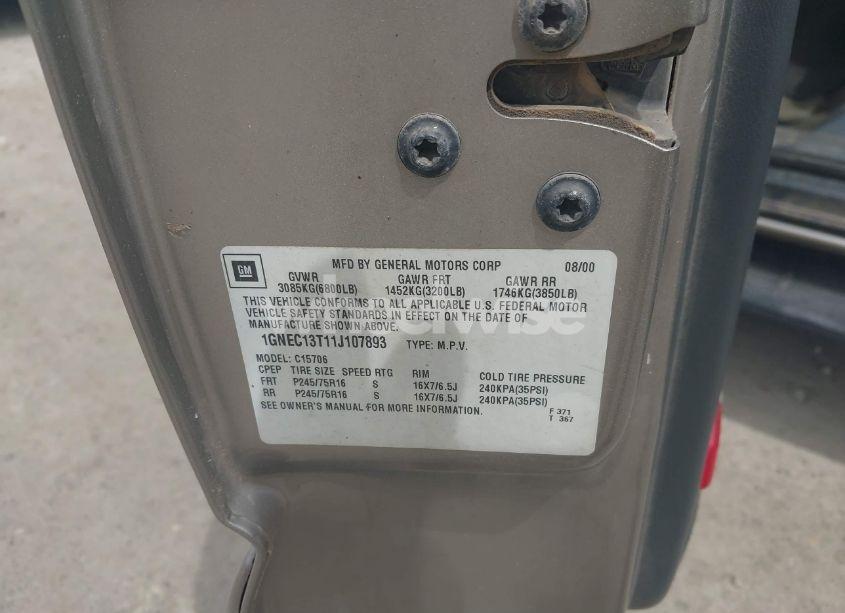 GM MFD BY GENERAL MOTORS CORP 08/00
GVWR GAWR FRT GAWR RR
3085KG(6800LB) 1452KG(3200LB) 1746KG(3850LB)
THIS VEHICLE CONFORMS TO ALL APPLICABLE U.S. FEDERAL MOTOR
VEHICLE SAFETY STANDARDS IN EFFECT ON THE DATE OF
MANUFACTURE SHOWN ABOVE.
1GNEC13T11J107893 TYPE: M.P.V.
MODEL: C15706
CPEP TIRE SIZE SPEED RTG RIM COLD TIRE PRESSURE
FRT P245/75R16 S 16X7/6.5J 240KPA(35PSI)
RR P245/75R16 S 16X7/6.5J 240KPA(35PSI)
SEE OWNER'S MANUAL FOR MORE INFORMATION.
F 371
T 367